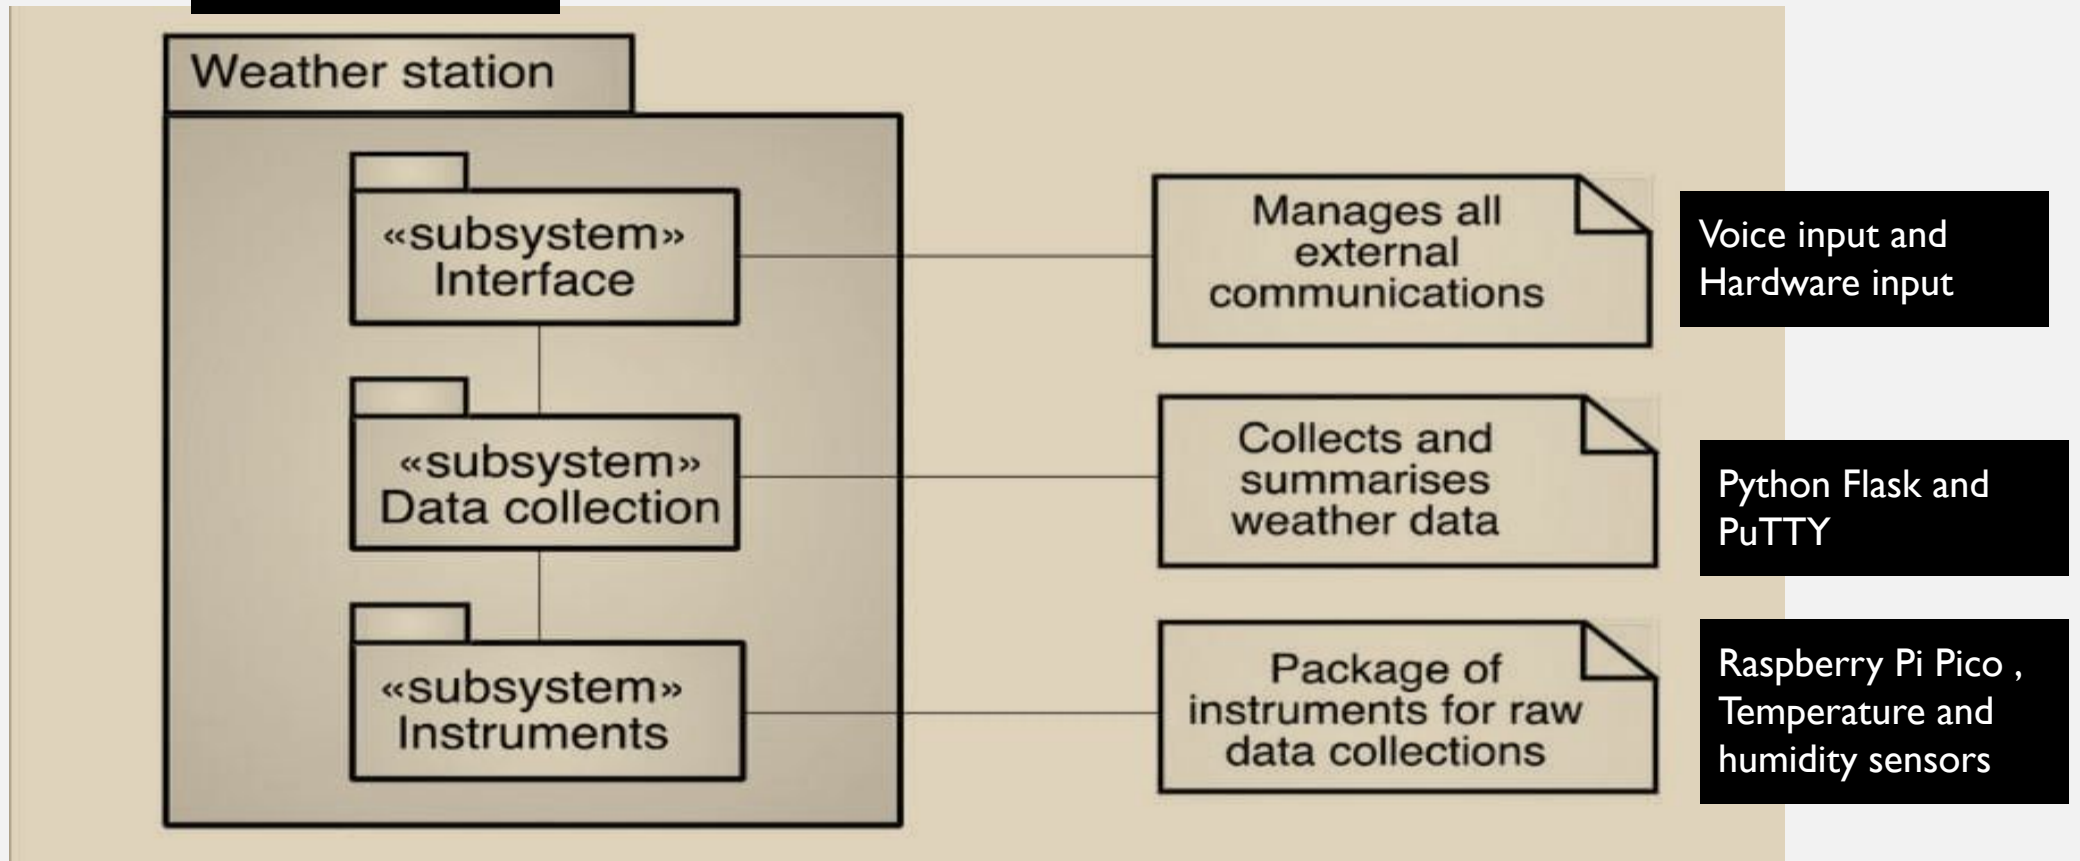 Weather station
«subsystem»
Interface
Manages all
external
communications
Voice input and
Hardware input
«subsystem»
Data collection
Collects and
summarises
weather data
Python Flask and
PuTTY
«subsystem»
Instruments
Package of
instruments for raw
data collections
Raspberry Pi Pico ,
Temperature and
humidity sensors